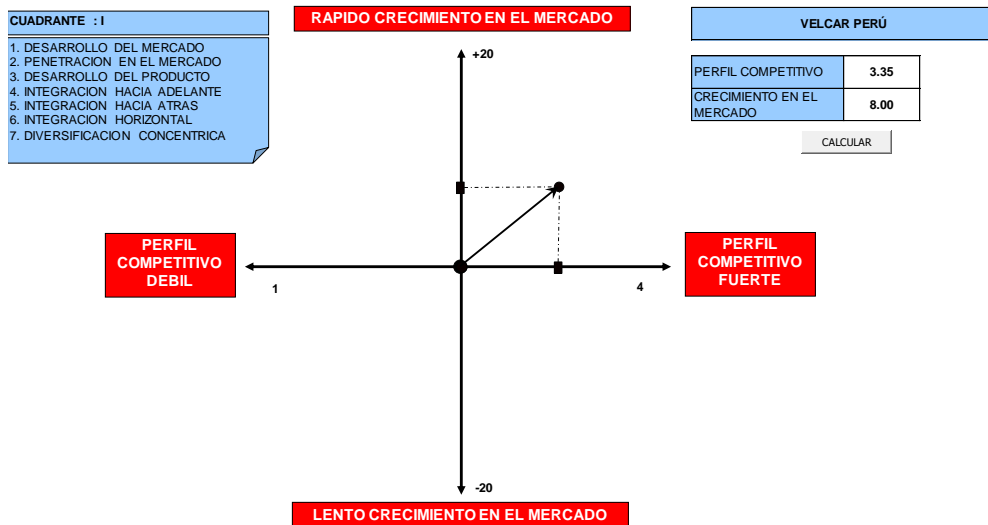 CUADRANTE : I
1. DESARROLLO DEL MERCADO
2. PENETRACION EN EL MERCADO
3. DESARROLLO DEL PRODUCTO
4. INTEGRACION HACIA ADELANTE
5. INTEGRACION HACIA ATRAS
6. INTEGRACION HORIZONTAL
7. DIVERSIFICACION CONCENTRICA
RAPIDO CRECIMIENTO EN EL MERCADO
+20
VELCAR PERÚ
PERFIL COMPETITIVO 3.35
CRECIMIENTO EN EL
MERCADO 8.00
CALCULAR
PERFIL
COMPETITIVO
DEBIL
1
4
PERFIL
COMPETITIVO
FUERTE
-20
LENTO CRECIMIENTO EN EL MERCADO